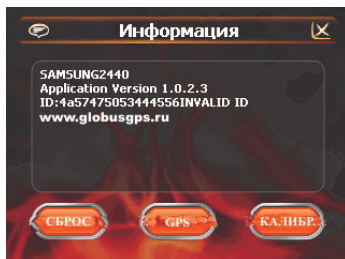 Информация
SAMSUNG2440
Application Version 1.0.2.3
ID:4a57475053444556INVALID ID
www.globusgps.ru
СБРОС
GPS
КАЛИБР.